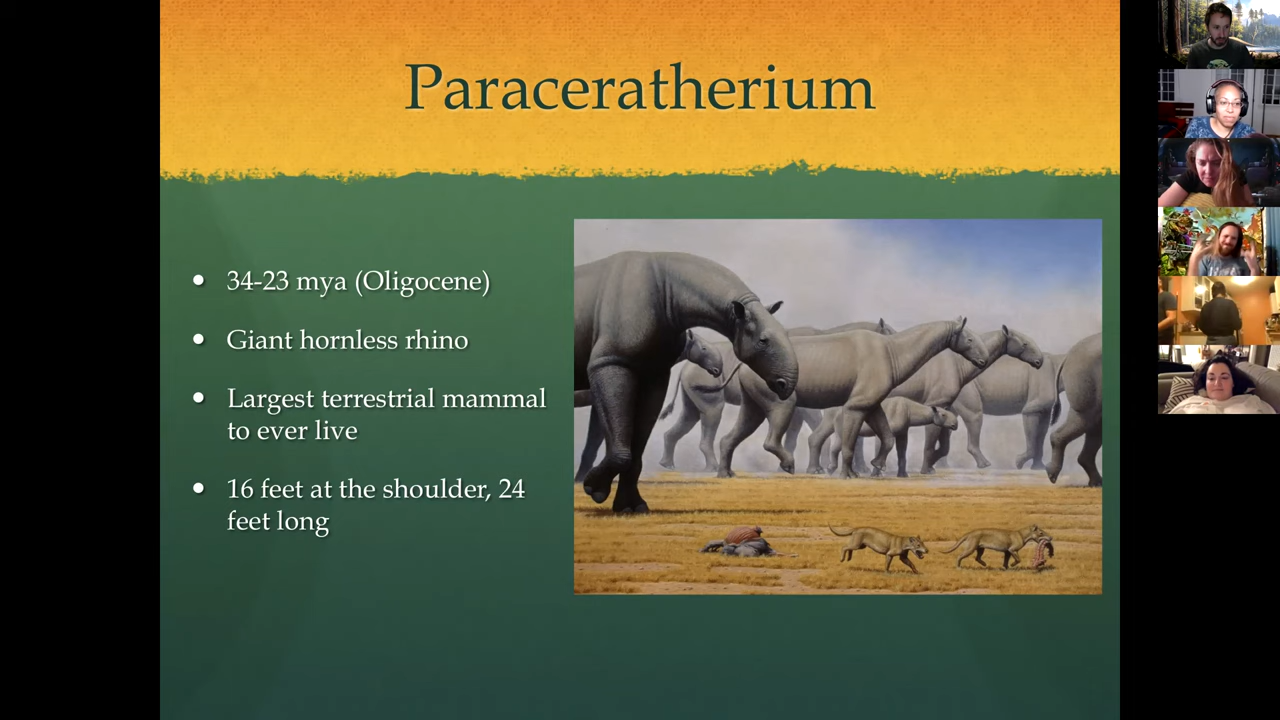 Paraceratherium
34-23 mya (Oligocene)
Giant hornless rhino
Largest terrestrial mammal
to ever live
16 feet at the shoulder, 24
feet long